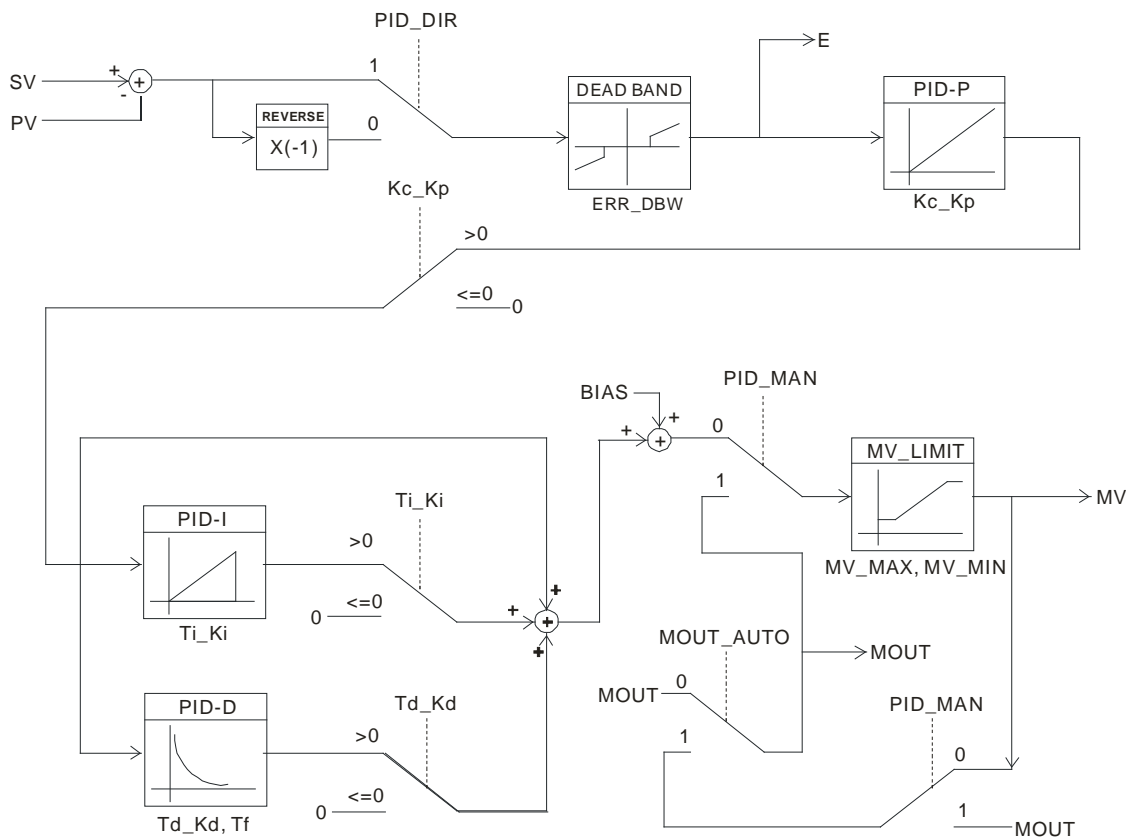 PID_DIR
SV
+
+
-
PV
REVERSE
X(-1)
1
0
DEAD BAND
ERR_DBW
E
PID-P
Kc_Kp
Kc_Kp
>0
<=0
0
BIAS
+
+
+
PID_MAN
0
1
MV_LIMIT
MV_MAX, MV_MIN
MV
PID-I
Ti_Ki
Ti_Ki
>0
0
<=0
+
+
+
+
PID-D
Td_Kd, Tf
Td_Kd
>0
0
<=0
MOUT_AUTO
MOUT
0
1
MOUT
PID_MAN
0
1
MOUT